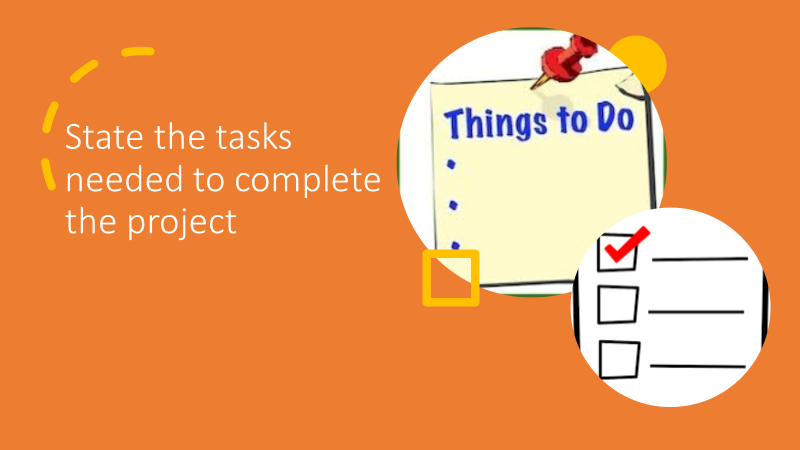 State the tasks
needed to complete
the project
Things to Do